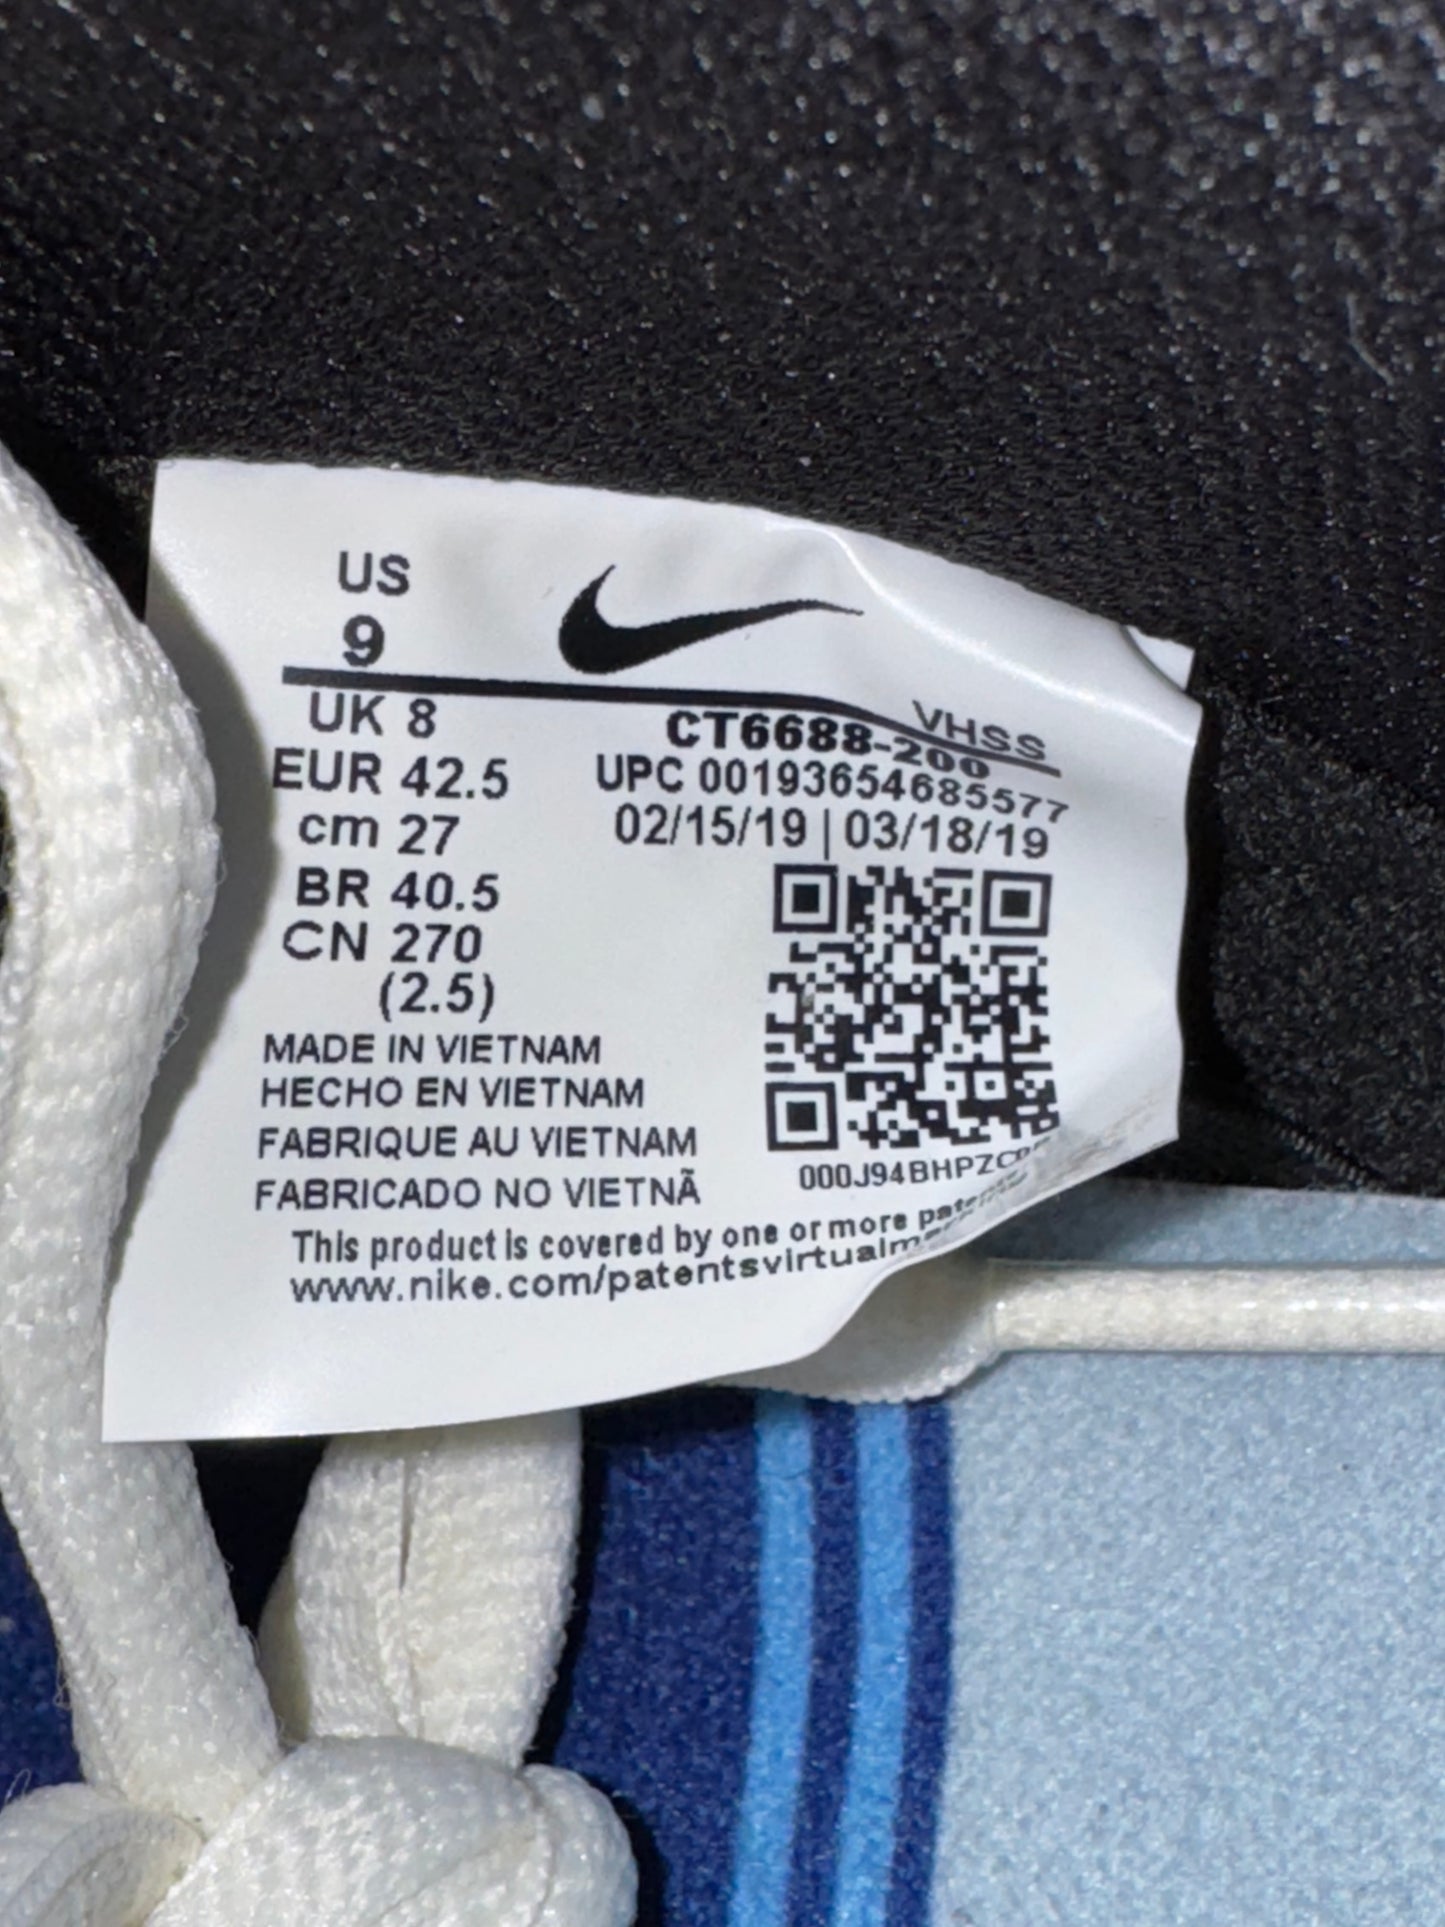 US
9
VHSS
UK 8
CT6688-200
EUR 42.5
UPC 00193654685577
cm 27
02/15/19 | 03/18/19
BR 40.5
CN 270
(2.5)
MADE IN VIETNAM
HECHO EN VIETNAM
FABRIQUE AU VIETNAM
FABRICADO NO VIETNÃ
000J94BHPZC
This product is covered by one or more
www.nike.com/patentsvirtualma